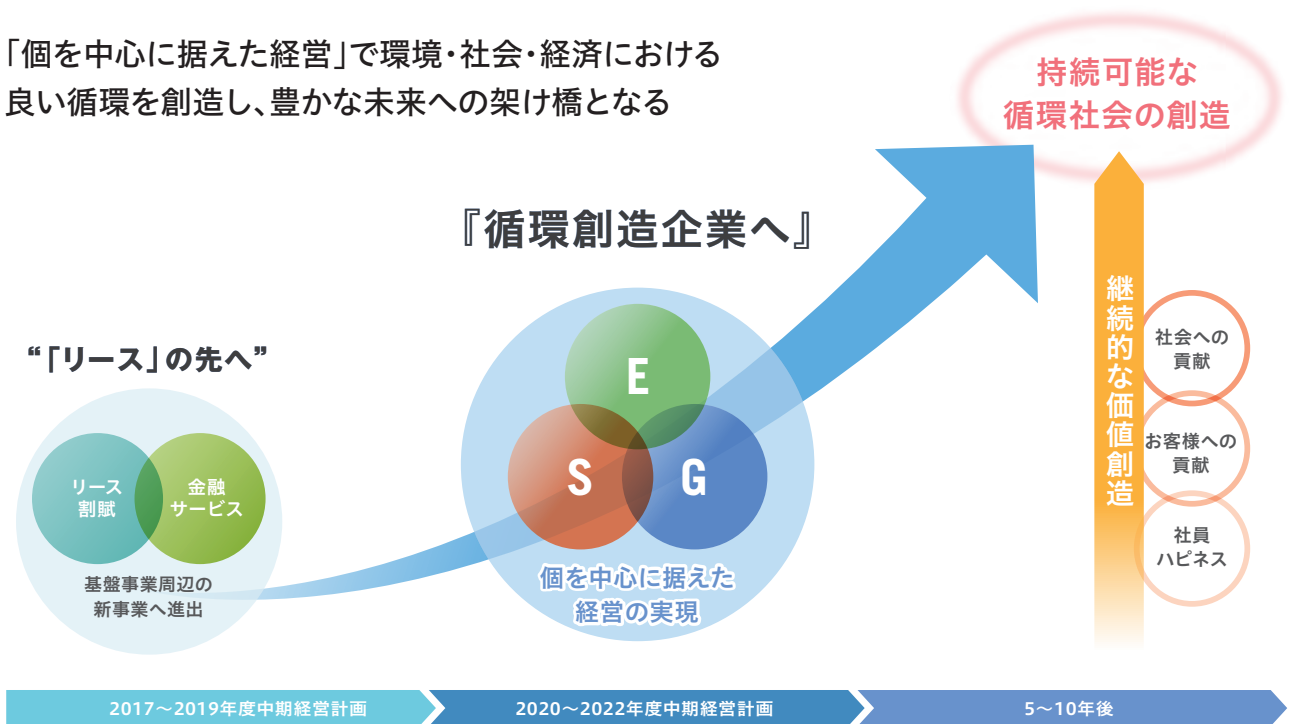 「個を中心に据えた経営」で環境・社会・経済における
良い循環を創造し、豊かな未来への架け橋となる
持続可能な
循環社会の創造
『循環創造企業へ』
“「リース」の先へ”
リース
割賦
金融
サービス
基盤事業周辺の
新事業へ進出
E
S
G
個を中心に据えた
経営の実現
継続的な価値創造
社会への
貢献
お客様への
貢献
社員
ハピネス
2017～2019年度中期経営計画
2020～2022年度中期経営計画
5～10年後